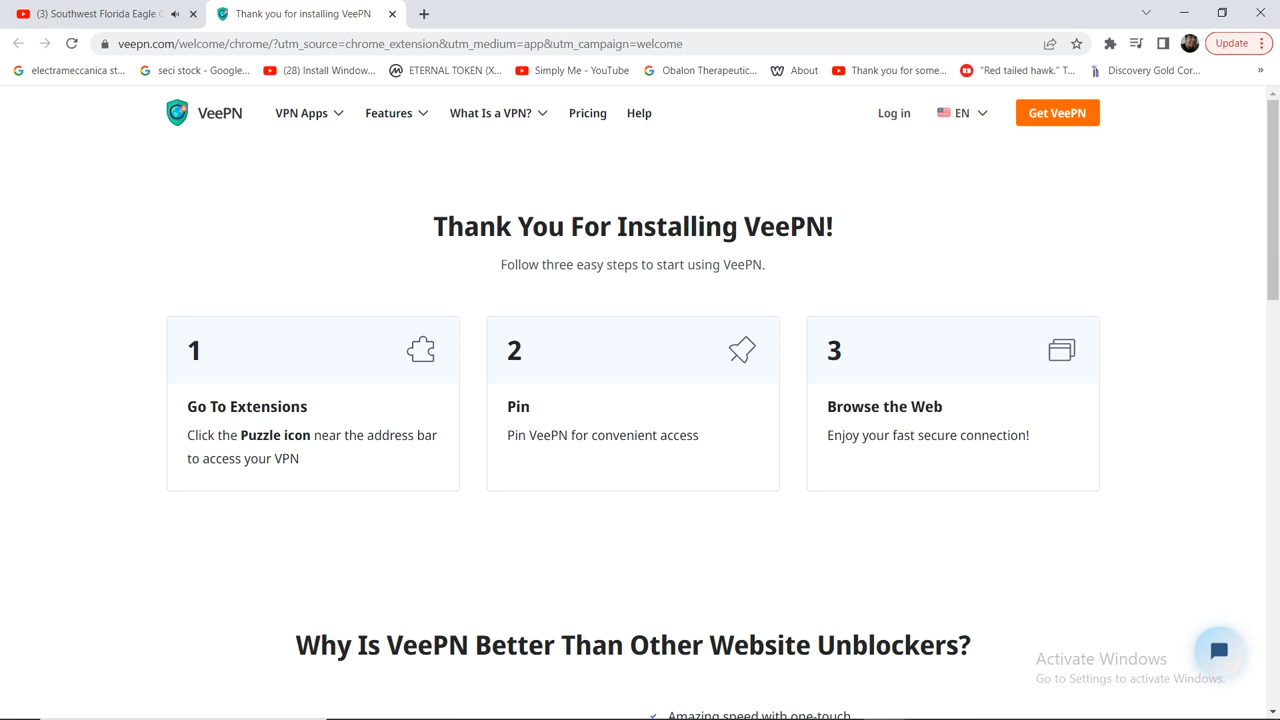 (3) Southwest Florida Eagle C
Thank you for installing VeePN
veepn.com/welcome/chrome/?utm_source=chrome_extension&utm_medium=app&utm_campaign=welcome
Update
electrameccanica st...
seci stock - Google...
(28) Install Window...
ETERNAL TOKEN (X...
Simply Me - YouTube
Obalon Therapeutic...
About
Thank you for some...
"Red tailed hawk." T...
Discovery Gold Cor...
»
VeePN
VPN Apps
Features
What Is a VPN?
Pricing
Help
Log in
EN
Get VeePN
Thank You For Installing VeePN!
Follow three easy steps to start using VeePN.
1
Go To Extensions
Click the Puzzle icon near the address bar
to access your VPN
2
Pin
Pin VeePN for convenient access
3
Browse the Web
Enjoy your fast secure connection!
Why Is VeePN Better Than Other Website Unblockers?
Amazing speed with one-touch
Activate Windows
Go to Settings to activate Windows.